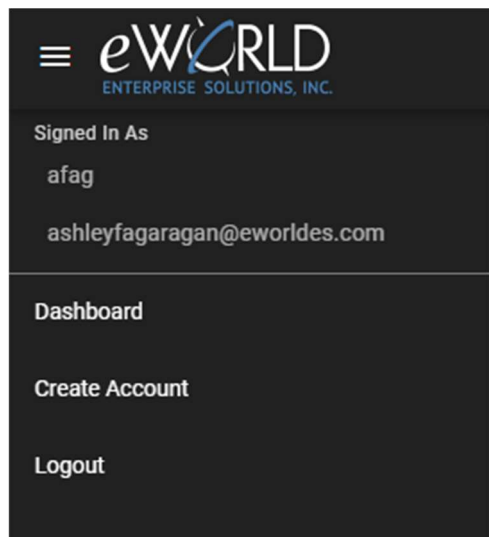 eWORLD
ENTERPRISE SOLUTIONS, INC.
Signed In As
afag
ashleyfagaragan@eworldes.com
Dashboard
Create Account
Logout